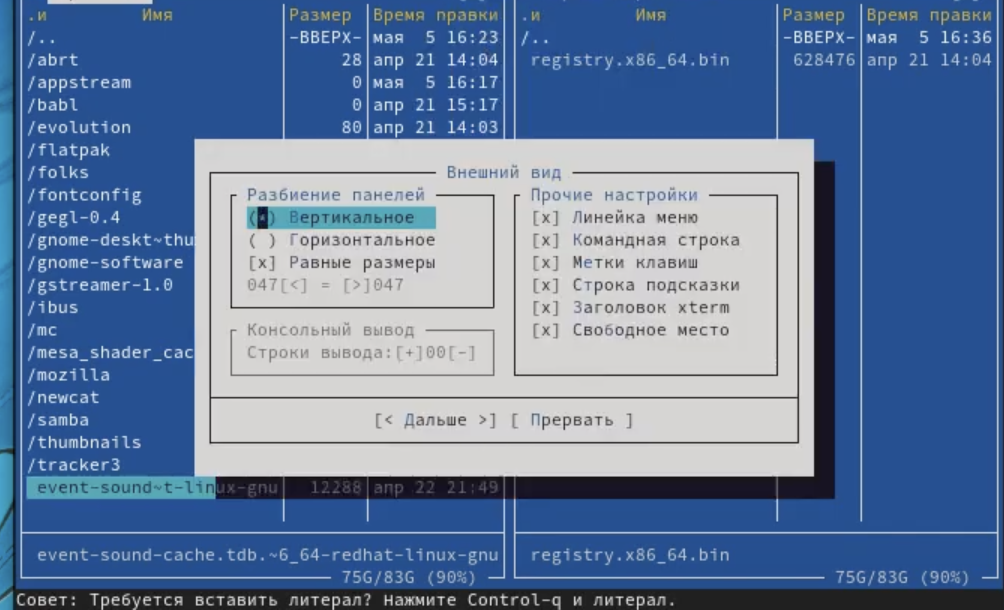 .и Имя Размер Время правки
/.. -ВВЕРХ- мая 5 16:23
/abrt 28 апр 21 14:04
/appstream 0 мая 5 16:17
/babl 0 апр 21 15:17
/evolution 80 апр 21 14:03
/flatpak
/folks
/fontconfig
/gegl-0.4
/gnome-deskt~thu
/gnome-software
/gstreamer-1.0
/ibus
/mc
/mesa_shader_cac
/mozilla
/newcat
/samba
/thumbnails
/tracker3
event-sound~t-linux-gnu 12288 апр 22 21:49
event-sound-cache.tdb.~6_64-redhat-linux-gnu
75G/83G (90%)
.и Имя Размер Время правки
/.. -ВВЕРХ- мая 5 16:36
registry.x86_64.bin 628476 апр 21 14:04
registry.x86_64.bin
75G/83G (90%)
Внешний вид
Разбиение панелей
(*) Вертикальное
( ) Горизонтальное
[x] Равные размеры
047[<] = [>]047
Консольный вывод
Строки вывода:[+]00[-]
Прочие настройки
[x] Линейка меню
[x] Командная строка
[x] Метки клавиш
[x] Строка подсказки
[x] Заголовок xterm
[x] Свободное место
[< Дальше >] [ Прервать ]
Совет: Требуется вставить литерал? Нажмите Control-q и литерал.